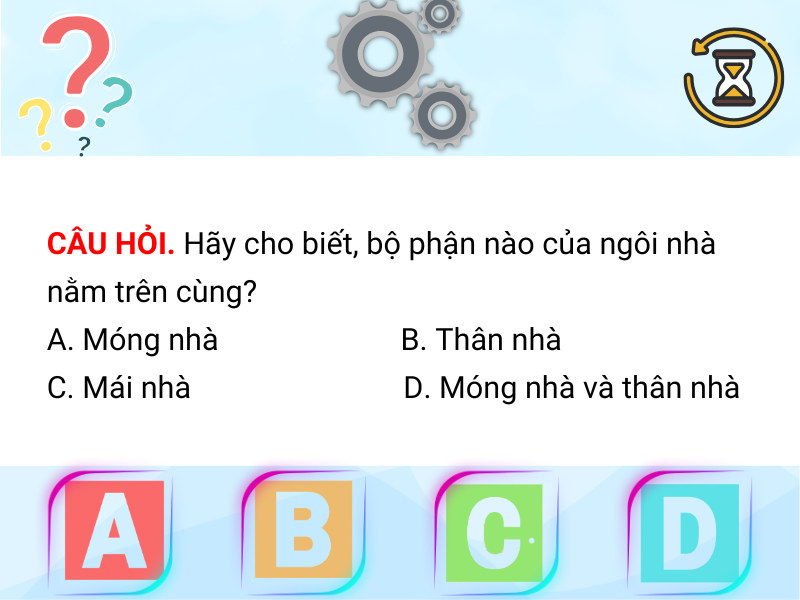 CÂU HỎI. Hãy cho biết, bộ phận nào của ngôi nhà
nằm trên cùng?
A. Móng nhà B. Thân nhà
C. Mái nhà D. Móng nhà và thân nhà
A B C D